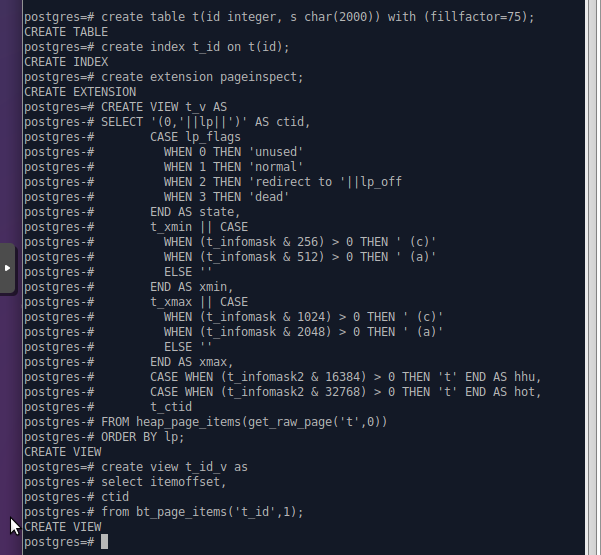 postgres=# create table t(id integer, s char(2000)) with (fillfactor=75);
CREATE TABLE
postgres=# create index t_id on t(id);
CREATE INDEX
postgres=# create extension pageinspect;
CREATE EXTENSION
postgres=# CREATE VIEW t_v AS
postgres-# SELECT '(0,'||lp||')' AS ctid,
postgres-#        CASE lp_flags
postgres-#          WHEN 0 THEN 'unused'
postgres-#          WHEN 1 THEN 'normal'
postgres-#          WHEN 2 THEN 'redirect to '||lp_off
postgres-#          WHEN 3 THEN 'dead'
postgres-#        END AS state,
postgres-#        t_xmin || CASE
postgres-#          WHEN (t_infomask & 256) > 0 THEN ' (c)'
postgres-#          WHEN (t_infomask & 512) > 0 THEN ' (a)'
postgres-#          ELSE ''
postgres-#        END AS xmin,
postgres-#        t_xmax || CASE
postgres-#          WHEN (t_infomask & 1024) > 0 THEN ' (c)'
postgres-#          WHEN (t_infomask & 2048) > 0 THEN ' (a)'
postgres-#          ELSE ''
postgres-#        END AS xmax,
postgres-#        CASE WHEN (t_infomask2 & 16384) > 0 THEN 't' END AS hhu,
postgres-#        CASE WHEN (t_infomask2 & 32768) > 0 THEN 't' END AS hot,
postgres-#        t_ctid
postgres-# FROM heap_page_items(get_raw_page('t',0))
postgres-# ORDER BY lp;
CREATE VIEW
postgres=# create view t_id_v as
postgres-# select itemoffset,
postgres-# ctid
postgres-# from bt_page_items('t_id',1);
CREATE VIEW
postgres=#